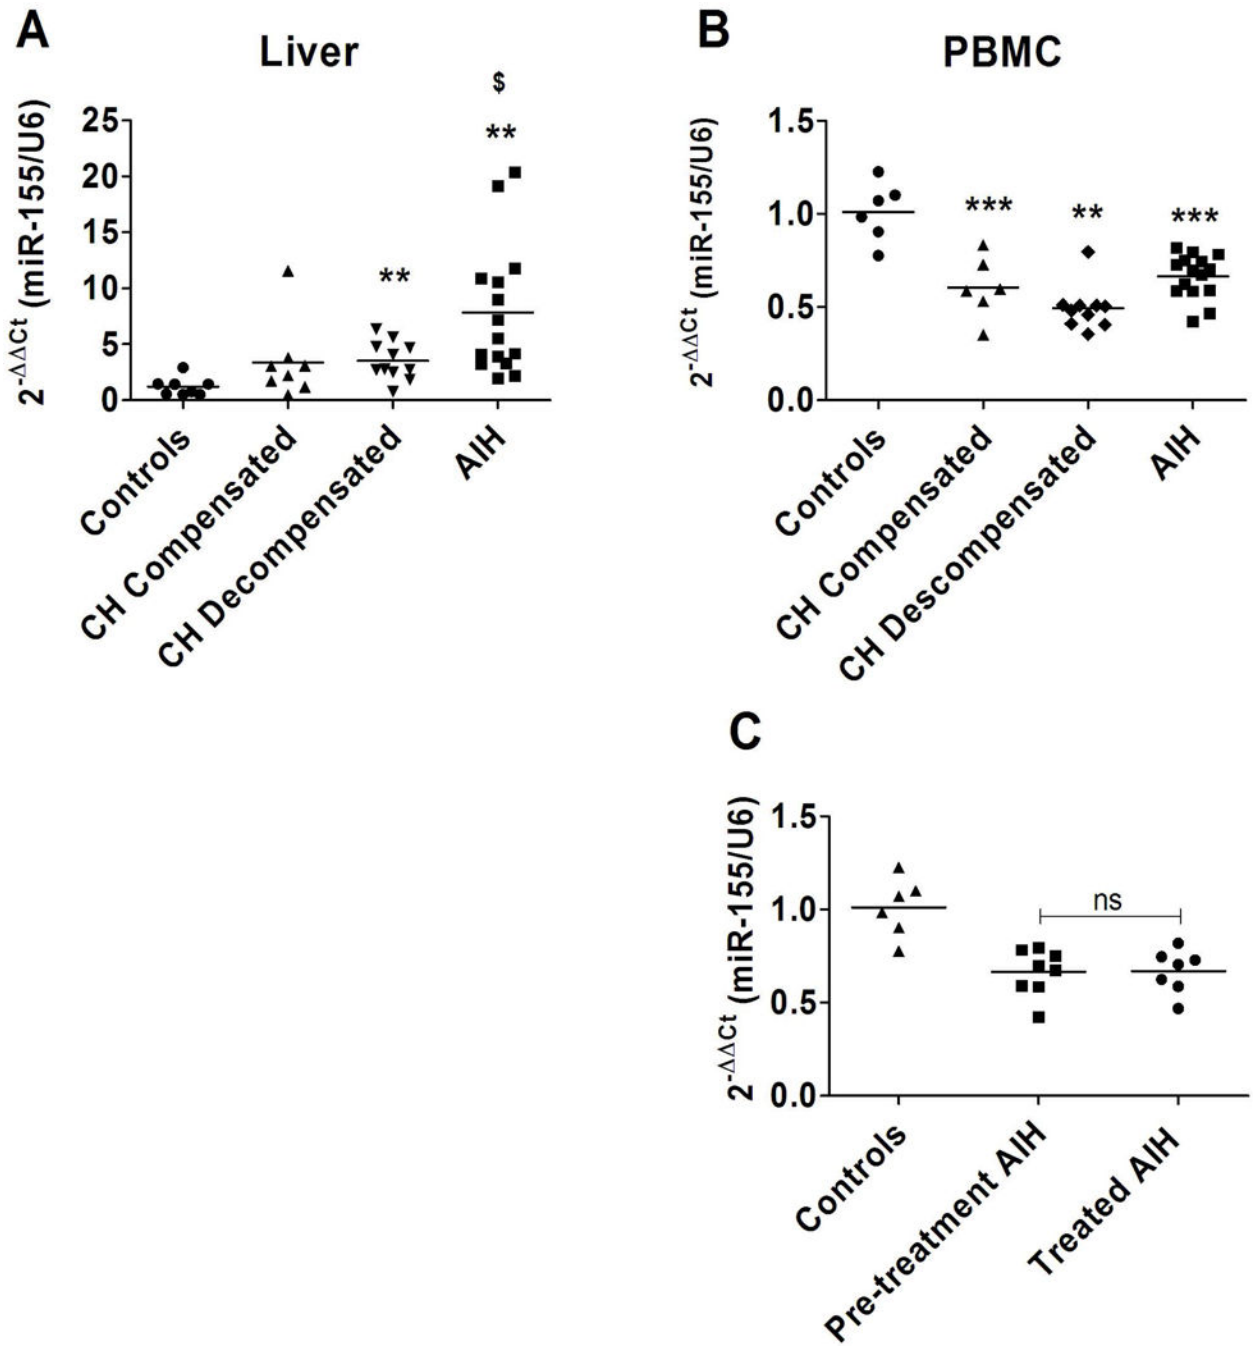 A
Liver
2-ΔΔCt (miR-155/U6)
25
20
15
10
5
0
**
**
$
Controls
CH Compensated
CH Decompensated
AIH
B
PBMC
2-ΔΔCt (miR-155/U6)
1.5
1.0
0.5
0.0
***
**
***
Controls
CH Compensated
CH Descompensated
AIH
C
2-ΔΔCt (miR-155/U6)
1.5
1.0
0.5
0.0
ns
Controls
Pre-treatment AIH
Treated AIH